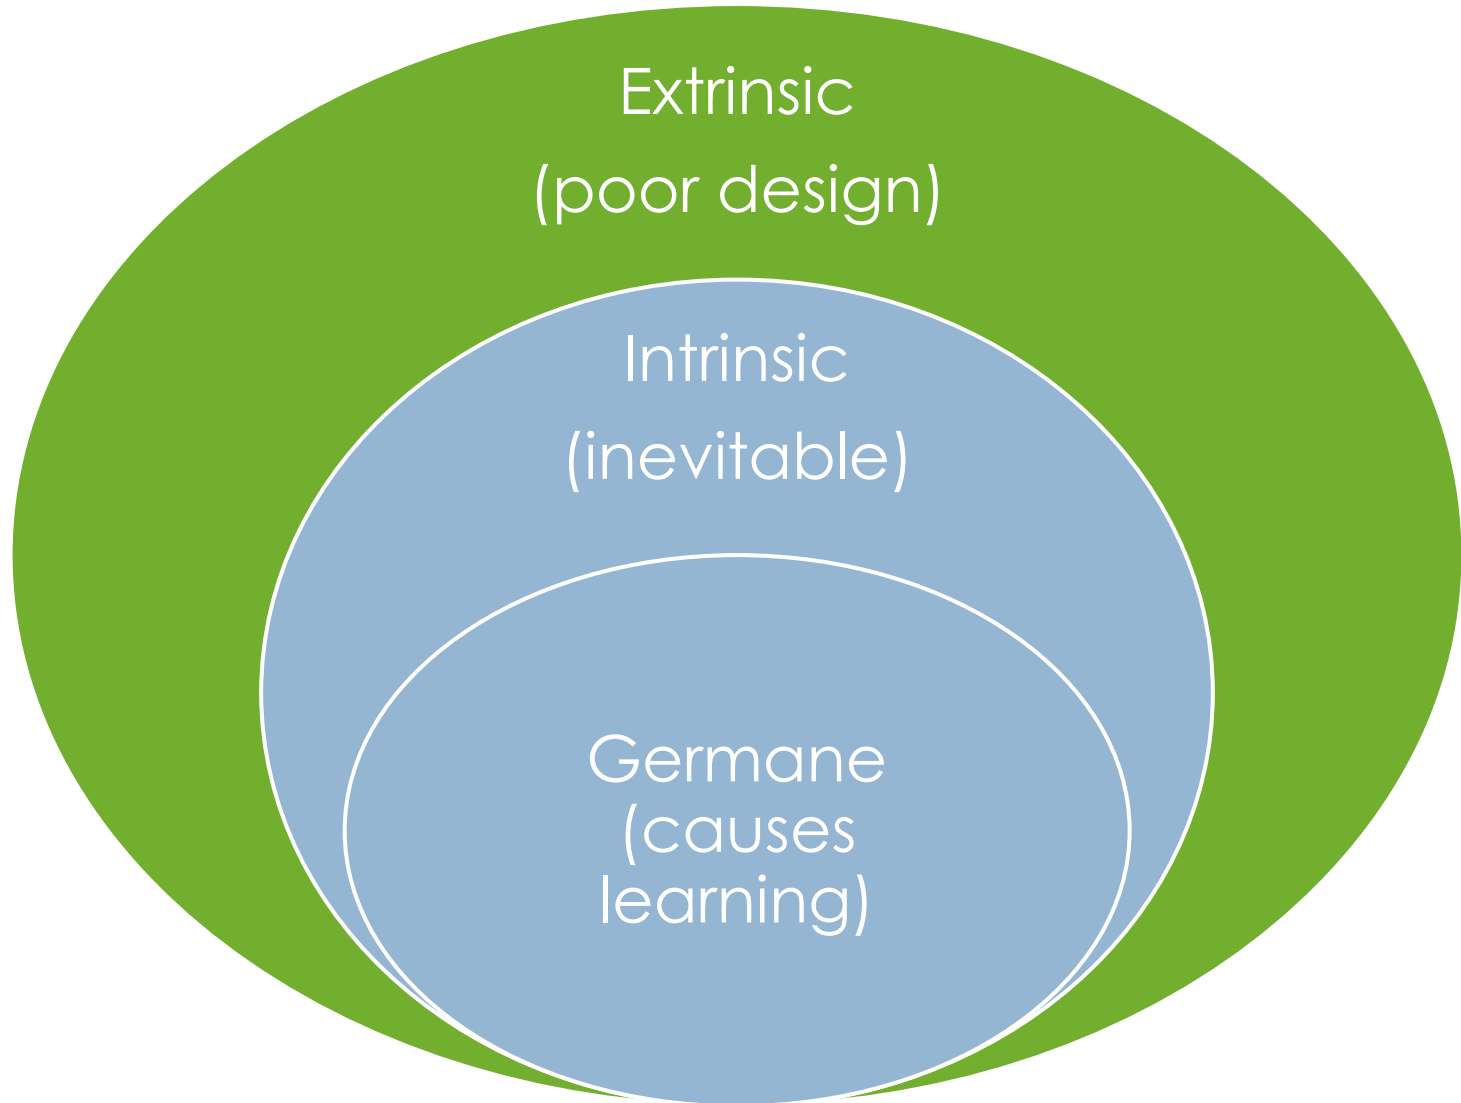 Extrinsic
(poor design)
Intrinsic
(inevitable)
Germane
(causes
learning)